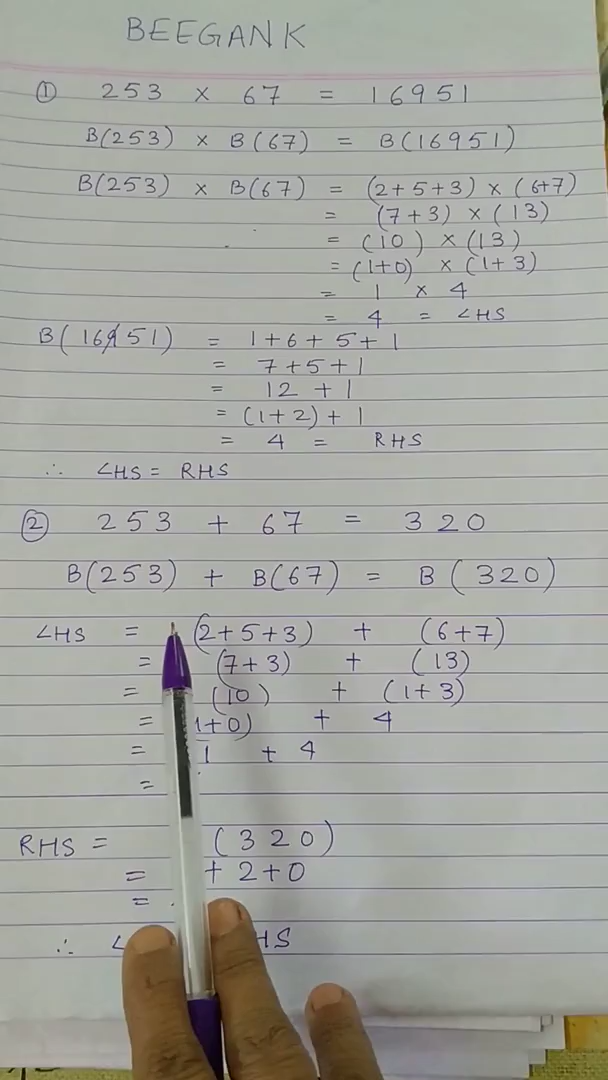 BEEGANK
① 253 × 67 = 16951
B(253) × B(67) = B(16951)
B(253) × B(67) = (2+5+3) × (6+7)
= (7+3) × (13)
= (10) × (13)
= (1+0) × (1+3)
= 1 × 4
= 4 = LHS
B(16951) = 1+6+5+1
= 7+5+1
= 12 + 1
= (1+2) + 1
= 4 = RHS
∴ LHS = RHS
② 253 + 67 = 320
B(253) + B(67) = B(320)
LHS = (2+5+3) + (6+7)
= (7+3) + (13)
= (10) + (1+3)
= 1+0) + 4
= 1 + 4
=
RHS = (320)
= + 2+0
=
∴ L HS